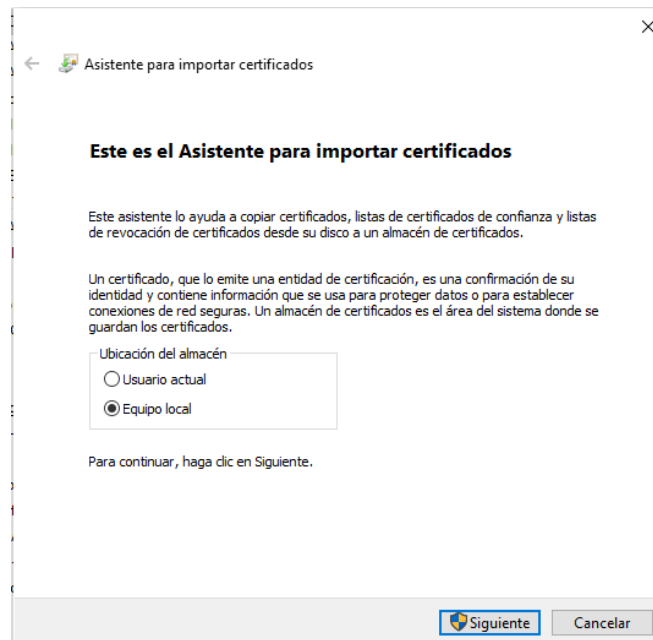 Asistente para importar certificados
Este es el Asistente para importar certificados
Este asistente lo ayuda a copiar certificados, listas de certificados de confianza y listas
de revocación de certificados desde su disco a un almacén de certificados.
Un certificado, que lo emite una entidad de certificación, es una confirmación de su
identidad y contiene información que se usa para proteger datos o para establecer
conexiones de red seguras. Un almacén de certificados es el área del sistema donde se
guardan los certificados.
Ubicación del almacén
Usuario actual
Equipo local
Para continuar, haga clic en Siguiente.
Siguiente
Cancelar